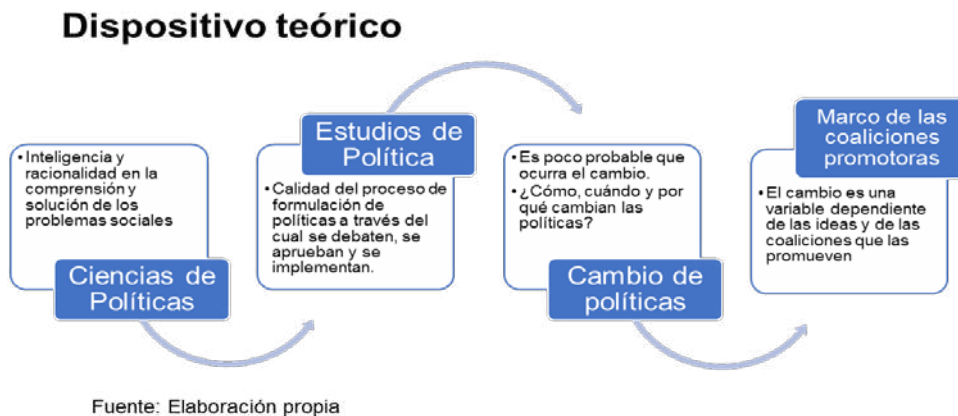 Dispositivo teórico
• Inteligencia y
racionalidad en la
comprensión y
solución de los
problemas sociales
Ciencias de
Políticas
Estudios de
Política
• Calidad del proceso de
formulación de
políticas a través del
cual se debaten, se
aprueban y se
implementan.
• Es poco probable que
ocurra el cambio.
• ¿Cómo, cuándo y por
qué cambian las
políticas?
Cambio de
políticas
Marco de las
coaliciones
promotoras
• El cambio es una
variable dependiente
de las ideas y de las
coaliciones que las
promueven
Fuente: Elaboración propia